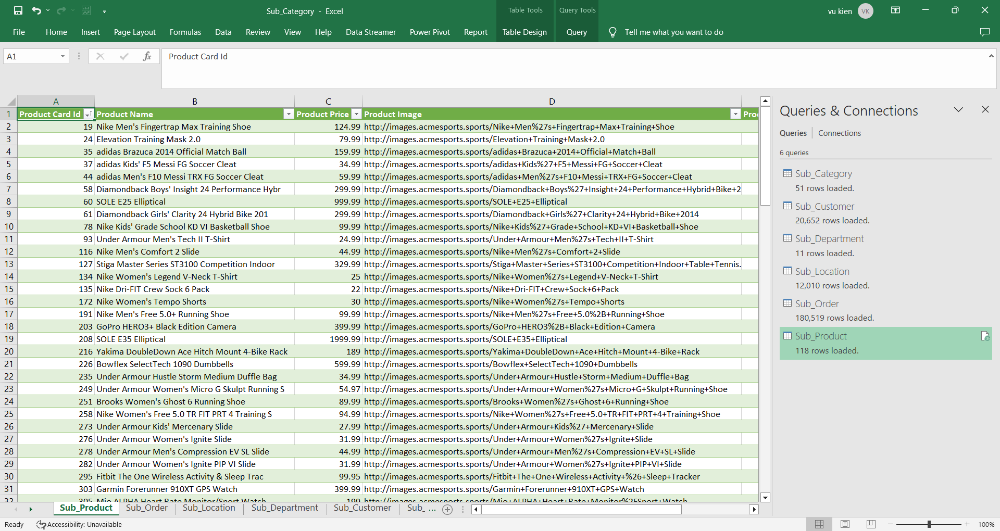 Sub_Category - Excel
Table Tools
Query Tools
vu kien
VK
File Home Insert Page Layout Formulas Data Review View Help Data Streamer Power Pivot Report Table Design Query Tell me what you want to do
A1 fx Product Card Id
A B C D
1 Product Card Id Product Name Product Price Product Image
2 19 Nike Men's Fingertrap Max Training Shoe 124.99 http://images.acmesports.sports/Nike+Men%27s+Fingertrap+Max+Training+Shoe
3 24 Elevation Training Mask 2.0 79.99 http://images.acmesports.sports/Elevation+Training+Mask+2.0
4 35 adidas Brazuca 2014 Official Match Ball 159.99 http://images.acmesports.sports/adidas+Brazuca+2014+Official+Match+Ball
5 37 adidas Kids' F5 Messi FG Soccer Cleat 34.99 http://images.acmesports.sports/adidas+Kids%27+F5+Messi+FG+Soccer+Cleat
6 44 adidas Men's F10 Messi TRX FG Soccer Cleat 59.99 http://images.acmesports.sports/adidas+Men%27s+F10+Messi+TRX+FG+Soccer+Cleat
7 58 Diamondback Boys' Insight 24 Performance Hybr 299.99 http://images.acmesports.sports/Diamondback+Boys%27+Insight+24+Performance+Hybrid+Bike+2
8 60 SOLE E25 Elliptical 999.99 http://images.acmesports.sports/SOLE+E25+Elliptical
9 61 Diamondback Girls' Clarity 24 Hybrid Bike 201 299.99 http://images.acmesports.sports/Diamondback+Girls%27+Clarity+24+Hybrid+Bike+2014
10 78 Nike Kids' Grade School KD VI Basketball Shoe 99.99 http://images.acmesports.sports/Nike+Kids%27+Grade+School+KD+VI+Basketball+Shoe
11 93 Under Armour Men's Tech II T-Shirt 24.99 http://images.acmesports.sports/Under+Armour+Men%27s+Tech+II+T-Shirt
12 116 Nike Men's Comfort 2 Slide 44.99 http://images.acmesports.sports/Nike+Men%27s+Comfort+2+Slide
13 127 Stiga Master Series ST3100 Competition Indoor 329.99 http://images.acmesports.sports/Stiga+Master+Series+ST3100+Competition+Indoor+Table+Tennis.
14 134 Nike Women's Legend V-Neck T-Shirt 25 http://images.acmesports.sports/Nike+Women%27s+Legend+V-Neck+T-Shirt
15 135 Nike Dri-FIT Crew Sock 6 Pack 22 http://images.acmesports.sports/Nike+Dri-FIT+Crew+Sock+6+Pack
16 172 Nike Women's Tempo Shorts 30 http://images.acmesports.sports/Nike+Women%27s+Tempo+Shorts
17 191 Nike Men's Free 5.0+ Running Shoe 99.99 http://images.acmesports.sports/Nike+Men%27s+Free+5.0%2B+Running+Shoe
18 203 GoPro HERO3+ Black Edition Camera 399.99 http://images.acmesports.sports/GoPro+HERO3%2B+Black+Edition+Camera
19 208 SOLE E35 Elliptical 1999.99 http://images.acmesports.sports/SOLE+E35+Elliptical
20 216 Yakima DoubleDown Ace Hitch Mount 4-Bike Rack 189 http://images.acmesports.sports/Yakima+DoubleDown+Ace+Hitch+Mount+4-Bike+Rack
21 226 Bowflex SelectTech 1090 Dumbbells 599.99 http://images.acmesports.sports/Bowflex+SelectTech+1090+Dumbbells
22 235 Under Armour Hustle Storm Medium Duffle Bag 34.99 http://images.acmesports.sports/Under+Armour+Hustle+Storm+Medium+Duffle+Bag
23 249 Under Armour Women's Micro G Skulpt Running S 54.97 http://images.acmesports.sports/Under+Armour+Women%27s+Micro+G+Skulpt+Running+Shoe
24 251 Brooks Women's Ghost 6 Running Shoe 89.99 http://images.acmesports.sports/Brooks+Women%27s+Ghost+6+Running+Shoe
25 258 Nike Women's Free 5.0 TR FIT PRT 4 Training S 94.99 http://images.acmesports.sports/Nike+Women%27s+Free+5.0+TR+FIT+PRT+4+Training+Shoe
26 273 Under Armour Kids' Mercenary Slide 27.99 http://images.acmesports.sports/Under+Armour+Kids%27+Mercenary+Slide
27 276 Under Armour Women's Ignite Slide 31.99 http://images.acmesports.sports/Under+Armour+Women%27s+Ignite+Slide
28 278 Under Armour Men's Compression EV SL Slide 44.99 http://images.acmesports.sports/Under+Armour+Men%27s+Compression+EV+SL+Slide
29 282 Under Armour Women's Ignite PIP VI Slide 31.99 http://images.acmesports.sports/Under+Armour+Women%27s+Ignite+PIP+VI+Slide
30 295 Fitbit The One Wireless Activity & Sleep Trac 99.95 http://images.acmesports.sports/Fitbit+The+One+Wireless+Activity+%26+Sleep+Tracker
31 303 Garmin Forerunner 910XT GPS Watch 399.99 http://images.acmesports.sports/Garmin+Forerunner+910XT+GPS+Watch
32 305 Mio ALPHA Heart Rate Monitor/Sport Watch 199 http://images.acmesports.sports/Mio+ALPHA+Heart+Rate+Monitor%2FSport+Watch
Queries & Connections
Queries Connections
6 queries
Sub_Category
51 rows loaded.
Sub_Customer
20,652 rows loaded.
Sub_Department
11 rows loaded.
Sub_Location
12,010 rows loaded.
Sub_Order
180,519 rows loaded.
Sub_Product
118 rows loaded.
Sub_Product Sub_Order Sub_Location Sub_Department Sub_Customer Sub_ ...
Ready Accessibility: Unavailable 100%